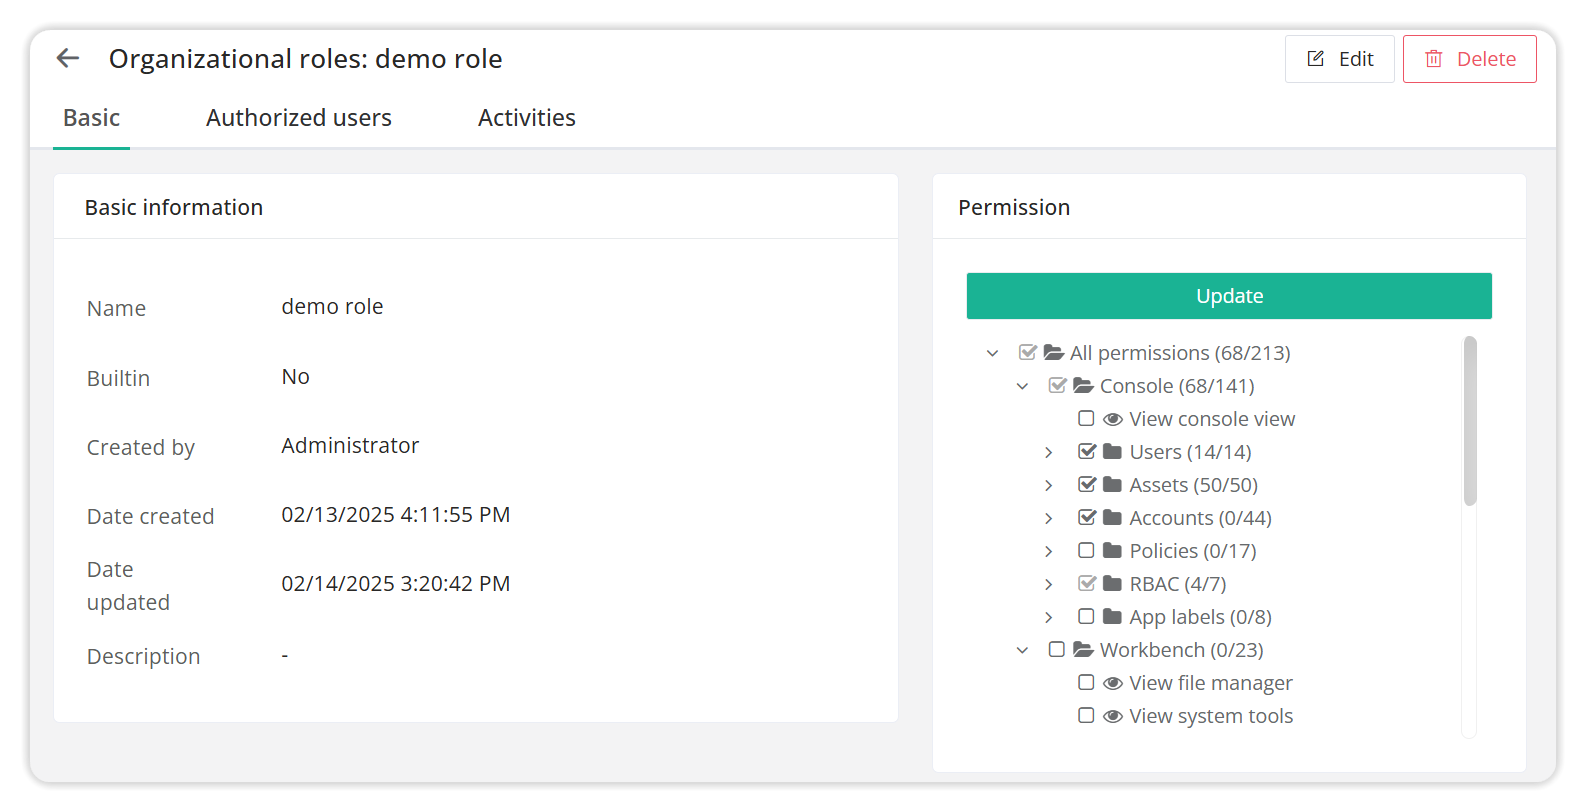 Organizational roles: demo role
Edit
Delete
Basic
Authorized users
Activities
Basic information
Name
demo role
Builtin
No
Created by
Administrator
Date created
02/13/2025 4:11:55 PM
Date
updated
02/14/2025 3:20:42 PM
Description
-
Permission
Update
All permissions (68/213)
Console (68/141)
View console view
Users (14/14)
Assets (50/50)
Accounts (0/44)
Policies (0/17)
RBAC (4/7)
App labels (0/8)
Workbench (0/23)
View file manager
View system tools